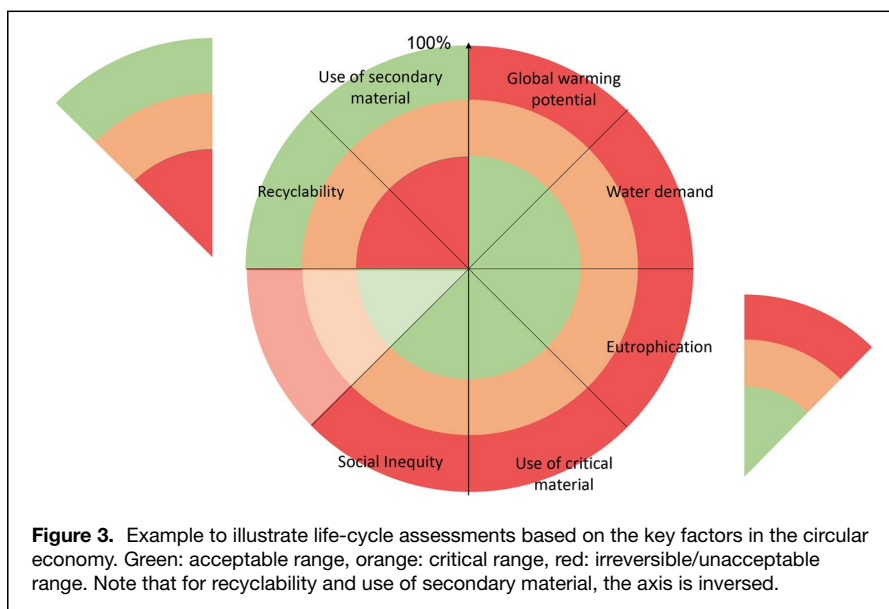 100%
Use of secondary
material
Global warming
potential
Recyclability
Water demand
Eutrophication
Social Inequity
Use of critical
material
Figure 3. Example to illustrate life-cycle assessments based on the key factors in the circular
economy. Green: acceptable range, orange: critical range, red: irreversible/unacceptable
range. Note that for recyclability and use of secondary material, the axis is inversed.